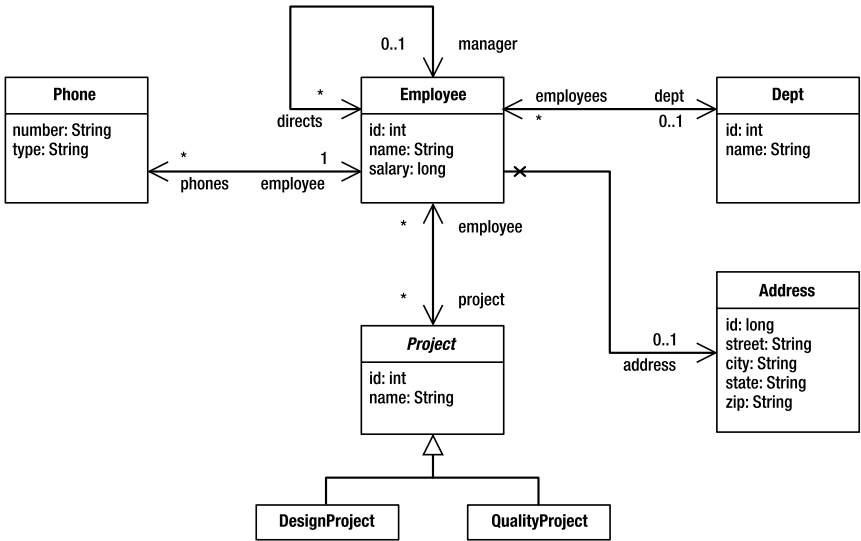 0..1
manager
*
directs
Phone
number: String
type: String
Employee
id: int
name: String
salary: long
employees
dept
*
0..1
Dept
id: int
name: String
*
1
phones
employee
*
employee
*
project
Project
id: int
name: String
0..1
address
Address
id: long
street: String
city: String
state: String
zip: String
DesignProject
QualityProject